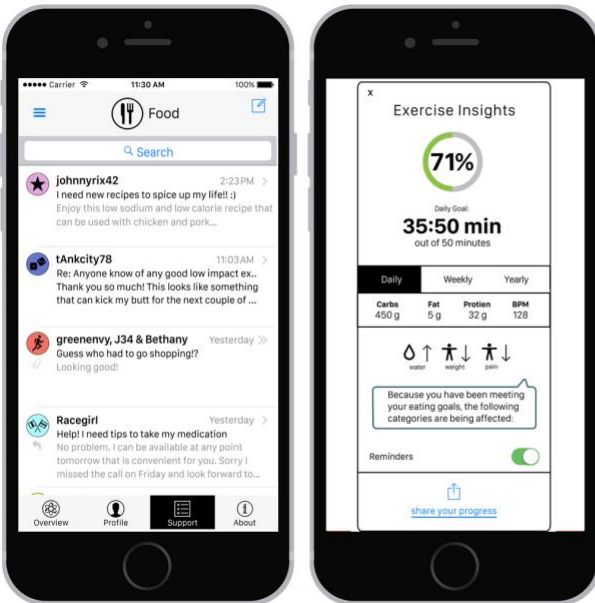 Carrier 11:30 AM 100%
Food
Search
johnnyrix42 2:23PM
I need new recipes to spice up my life!! :)
Enjoy this low sodium and low calorie recipe that
can be used with chicken and pork...
tAnkcity78 11:03AM
Re: Anyone know of any good low impact ex..
Thank you so much! This looks like something
that can kick my butt for the next couple of ...
greenenvy, J34 & Bethany Yesterday
Guess who had to go shopping!?
Looking good!
Racegirl Yesterday
Help! I need tips to take my medication
No problem. I can be available at any point
tomorrow that is convenient for you. Sorry I
missed the call on Friday and look forward to...
Overview Profile Support About
x
Exercise Insights
71%
Daily Goal:
35:50 min
out of 50 minutes
Daily Weekly Yearly
Carbs Fat Protien BPM
450 g 5 g 32 g 128
water weight pain
Because you have been meeting
your eating goals, the following
categories are being affected:
Reminders
share your progress